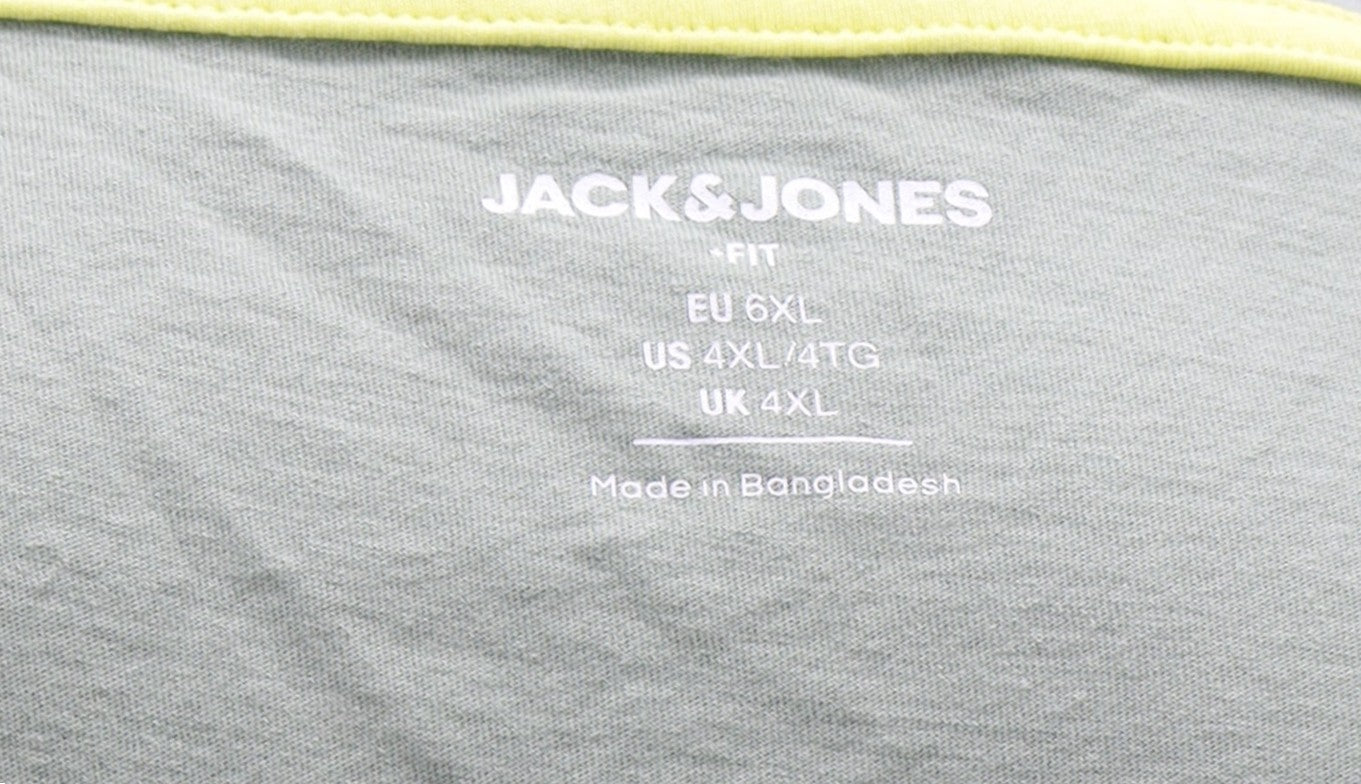 JACK&JONES
+FIT
EU 6XL
US 4XL/4TG
UK 4XL
Made in Bangladesh